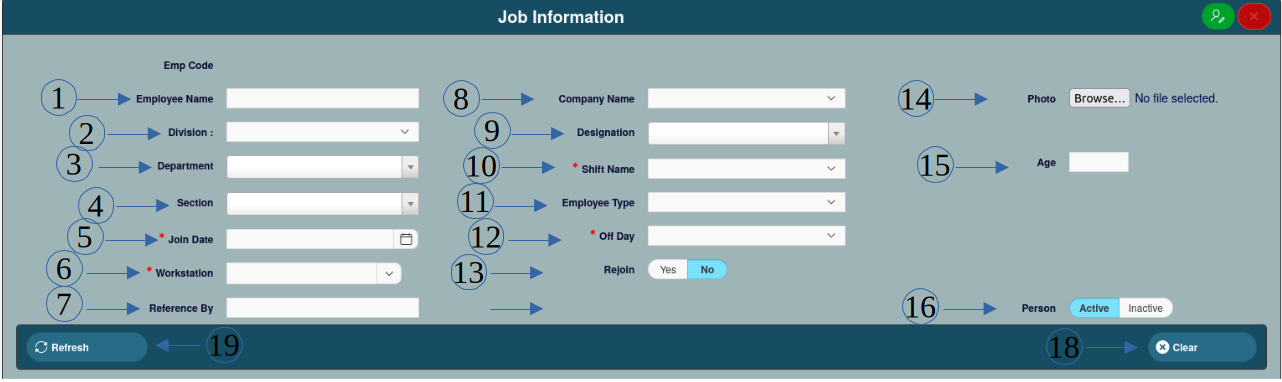 Job Information
Emp Code
1 Employee Name 8 Company Name 14 Photo Browse... No file selected.
2 Division : 9 Designation
3 Department 10 * Shift Name 15 Age
4 Section 11 Employee Type
5 * Join Date 12 * Off Day
6 * Workstation 13 Rejoin Yes No
7 Reference By 16 Person Active Inactive
Refresh 19 18 Clear